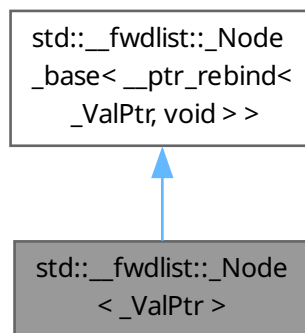 std::__fwdlist::_Node
_base< __ptr_rebind<
_ValPtr, void > >
std::__fwdlist::_Node
< _ValPtr >